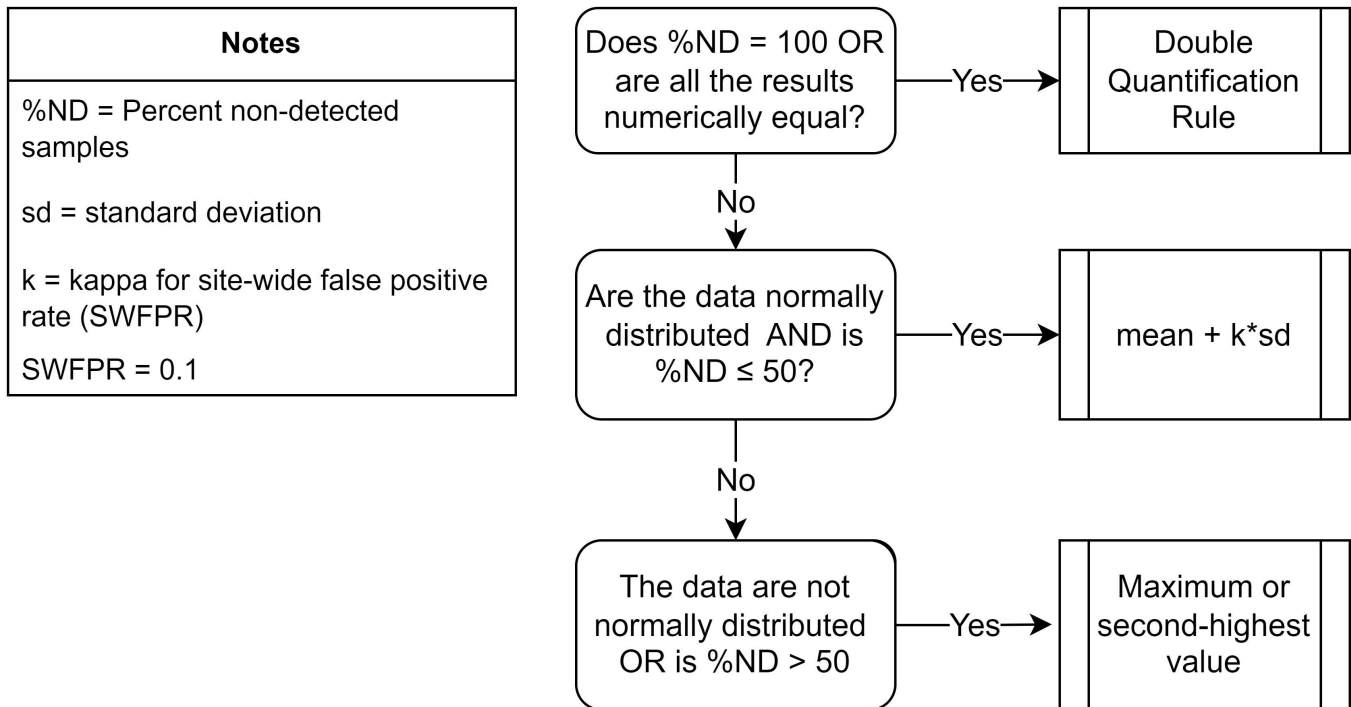 Notes
%ND = Percent non-detected
samples
sd = standard deviation
k = kappa for site-wide false positive
rate (SWFPR)
SWFPR = 0.1
Does %ND = 100 OR
are all the results
numerically equal?
Yes
Double
Quantification
Rule
No
Are the data normally
distributed AND is
%ND ≤ 50?
Yes
mean + k*sd
No
The data are not
normally distributed
OR is %ND > 50
Yes
Maximum or
second-highest
value